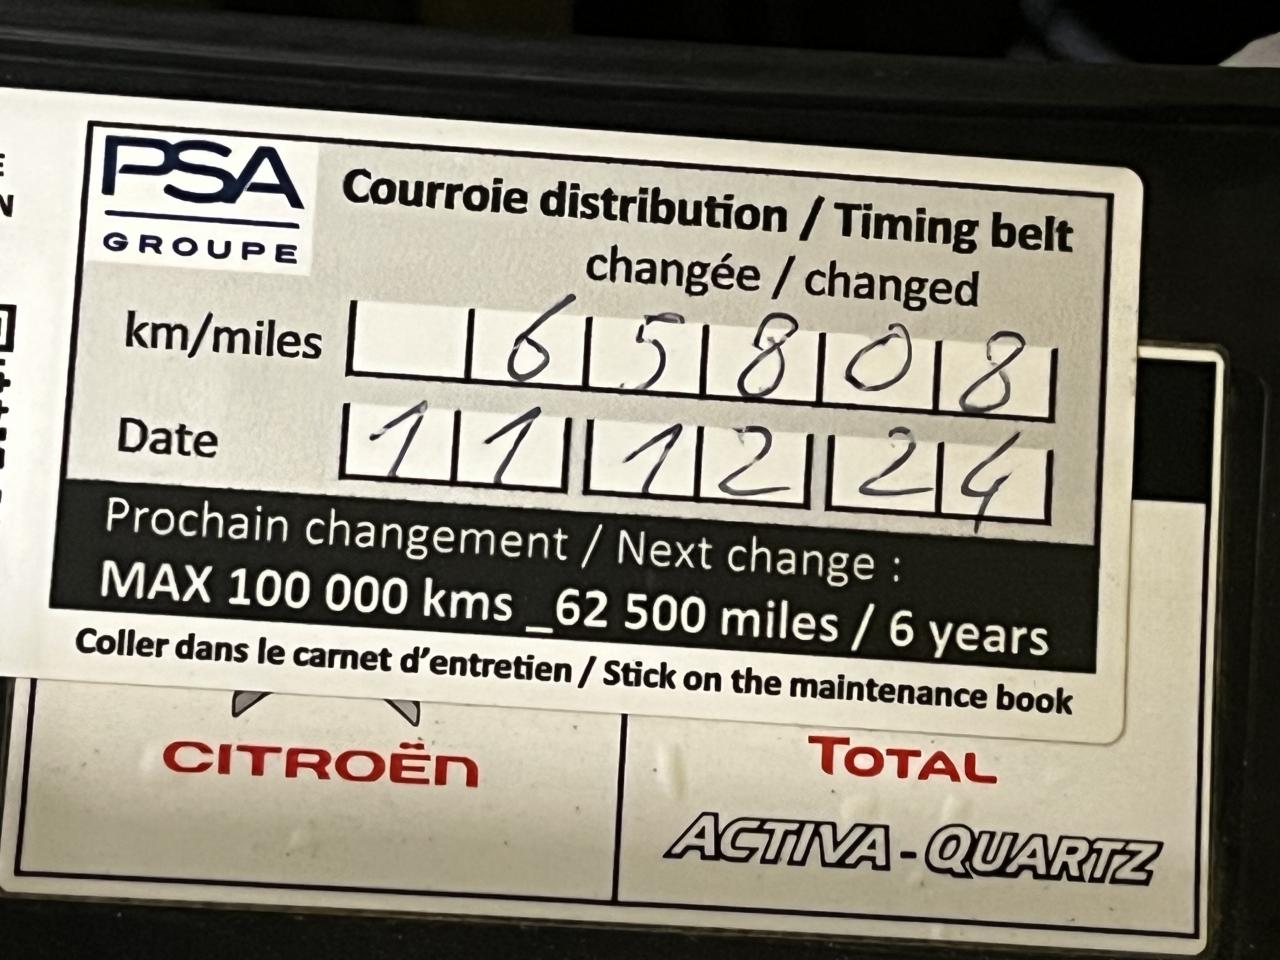 PSA
GROUPE
Courroie distribution / Timing belt
changée / changed
km/miles 65808
Date 11 12 24
Prochain changement / Next change :
MAX 100 000 kms _62 500 miles / 6 years
Coller dans le carnet d'entretien / Stick on the maintenance book
CITROËN
TOTAL
ACTIVA-QUARTZ